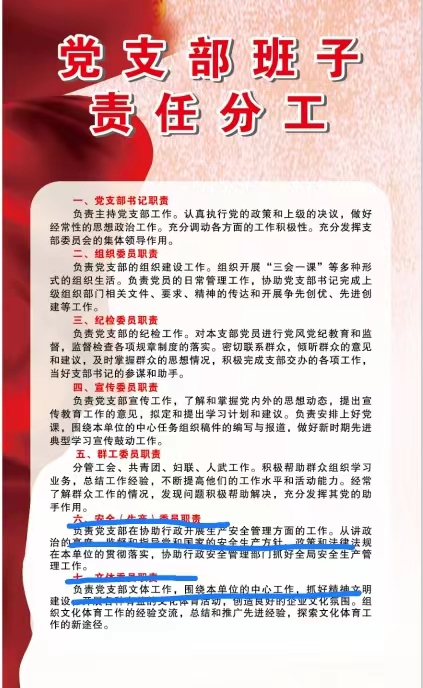 党支部班子
责任分工
一、党支部书记职责
负责主持党支部工作。认真执行党的政策和上级的决议，做好
经常性的思想政治工作。充分调动各方面的工作积极性。充分发挥支
部委员会的集体领导作用。
二、组织委员职责
负责党支部的组织建设工作。组织开展“三会一课”等多种形
式的组织生活。负责党员的日常管理工作，协助党支部书记完成上
级组织部门相关文件、要求、精神的传达和开展争先创优、先进创
建等工作。
三、纪检委员职责
负责党支部的纪检工作。对本支部党员进行党风党纪教育和监
督，监督检查各项规章制度的落实。密切联系群众，倾听群众的意见
和建议，及时掌握群众的思想情况，积极完成支部交办的各项工作，
当好支部书记的参谋和助手。
四、宣传委员职责
负责党支部宣传工作，了解和掌握党内外的思想动态，提出宣
传教育工作的意见，拟定和提出学习计划和建议。负责安排上好党
课，围绕本单位的中心任务组织稿件的编写与报道，做好新时期先进
典型学习宣传鼓动工作。
五、群工委员职责
分管工会、共青团、妇联、人武工作。积极帮助群众组织学习
业务，总结工作经验，不断提高他们的工作水平和活动能力。经常
了解群众工作的情况，发现问题积极帮助解决，充分发挥其党的助
手作用。
六、安全（生产）委员职责
负责党支部在协助行政开展生产安全管理方面的工作。从讲政
治的高度，监督和指导党和国家的安全生产方针、政策和法律法规
在本单位的贯彻落实，协助行政安全管理部门抓好全局安全生产管
理工作。
七、文体委员职责
负责党支部文体工作，围绕本单位的中心工作，抓好精神文明
建设，开展各种有益的文化体育活动，创造良好的企业文化氛围。组
织文化体育工作的经验交流，总结和推广先进经验，探索文化体育工
作的新途径。